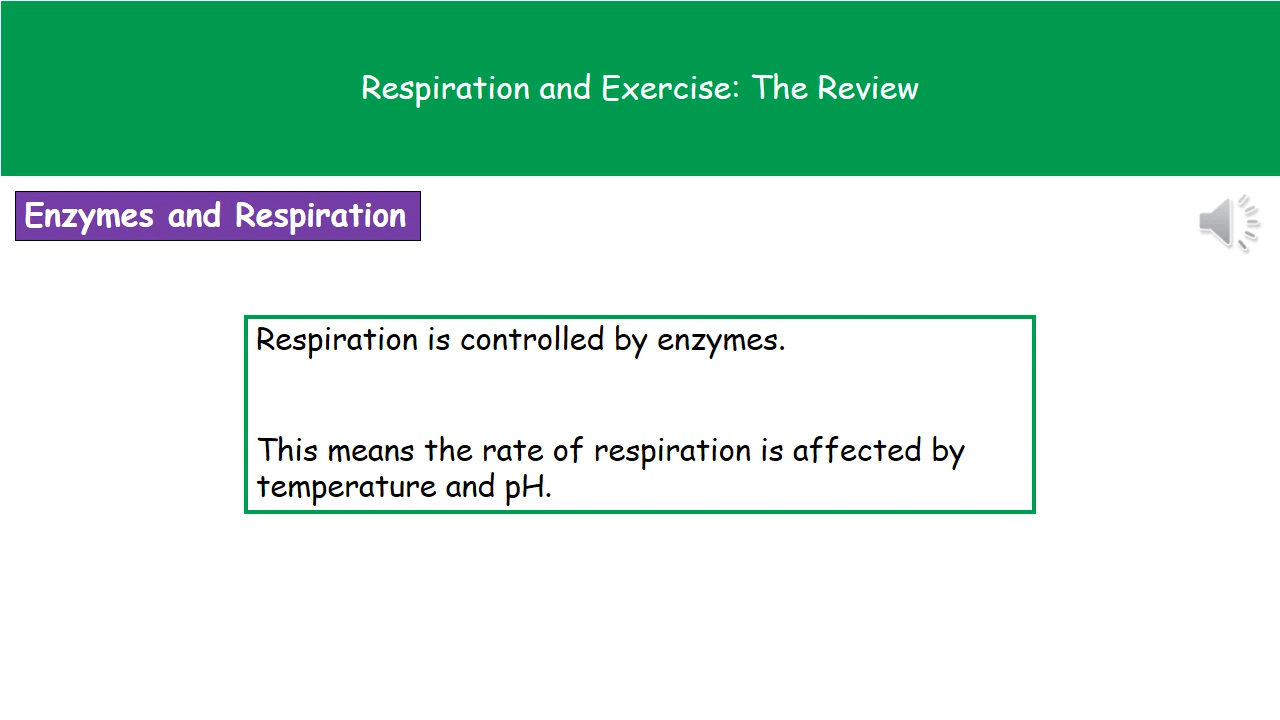 Respiration and Exercise: The Review
Enzymes and Respiration
Respiration is controlled by enzymes.
This means the rate of respiration is affected by
temperature and pH.